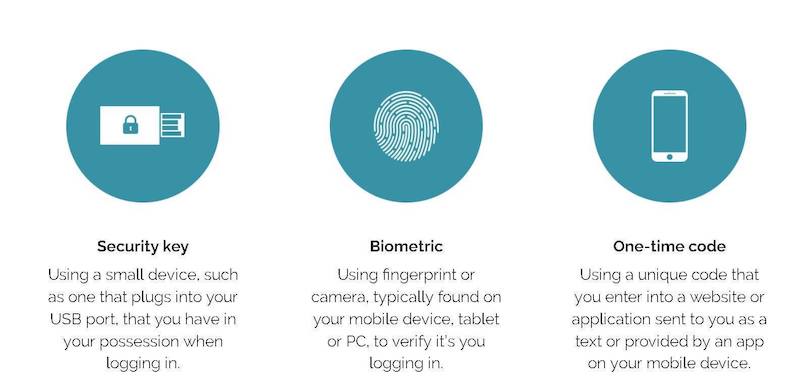 Security key
Using a small device, such
as one that plugs into your
USB port, that you have in
your possession when
logging in.
Biometric
Using fingerprint or
camera, typically found on
your mobile device, tablet
or PC, to verify it's you
logging in.
One-time code
Using a unique code that
you enter into a website or
application sent to you as a
text or provided by an app
on your mobile device.